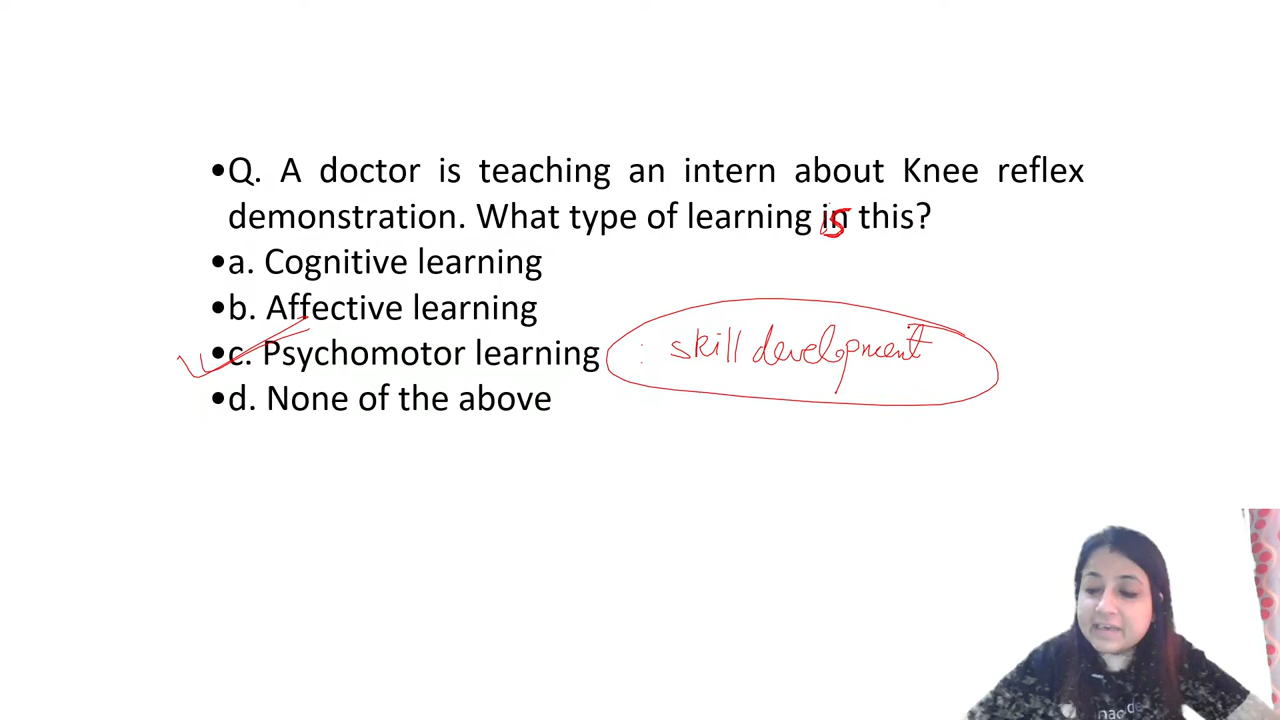 •Q. A doctor is teaching an intern about Knee reflex
demonstration. What type of learning is this?
•a. Cognitive learning
•b. Affective learning
•c. Psychomotor learning : skill development
•d. None of the above